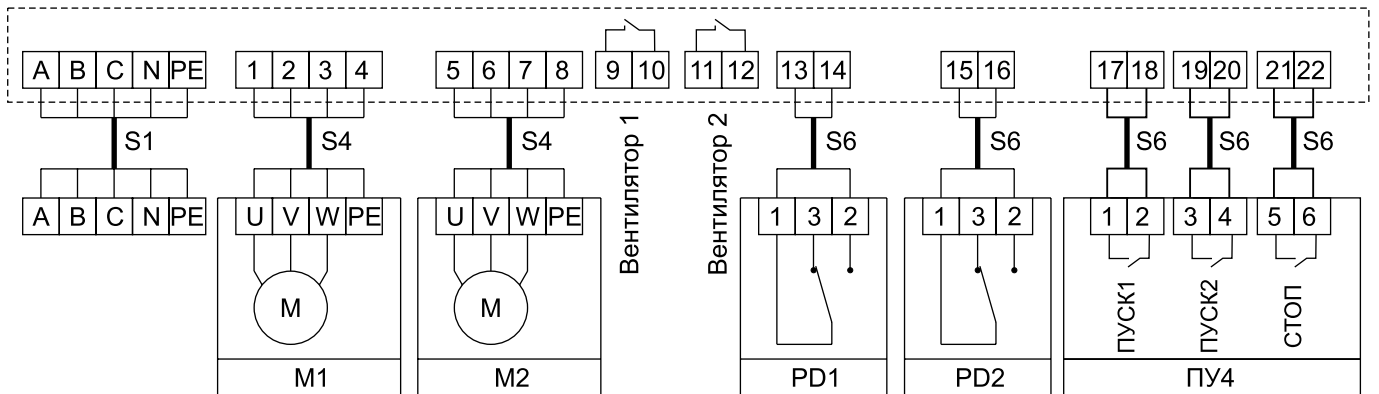 A B C N PE 1 2 3 4 5 6 7 8 9 10 11 12 13 14 15 16 17 18 19 20 21 22
S1 S4 S4 Вентилятор 1 Вентилятор 2 S6 S6 S6 S6 S6
A B C N PE U V W PE U V W PE 1 3 2 1 3 2 1 2 3 4 5 6
M M ПУСК1 ПУСК2 СТОП
M1 M2 PD1 PD2 ПУ4